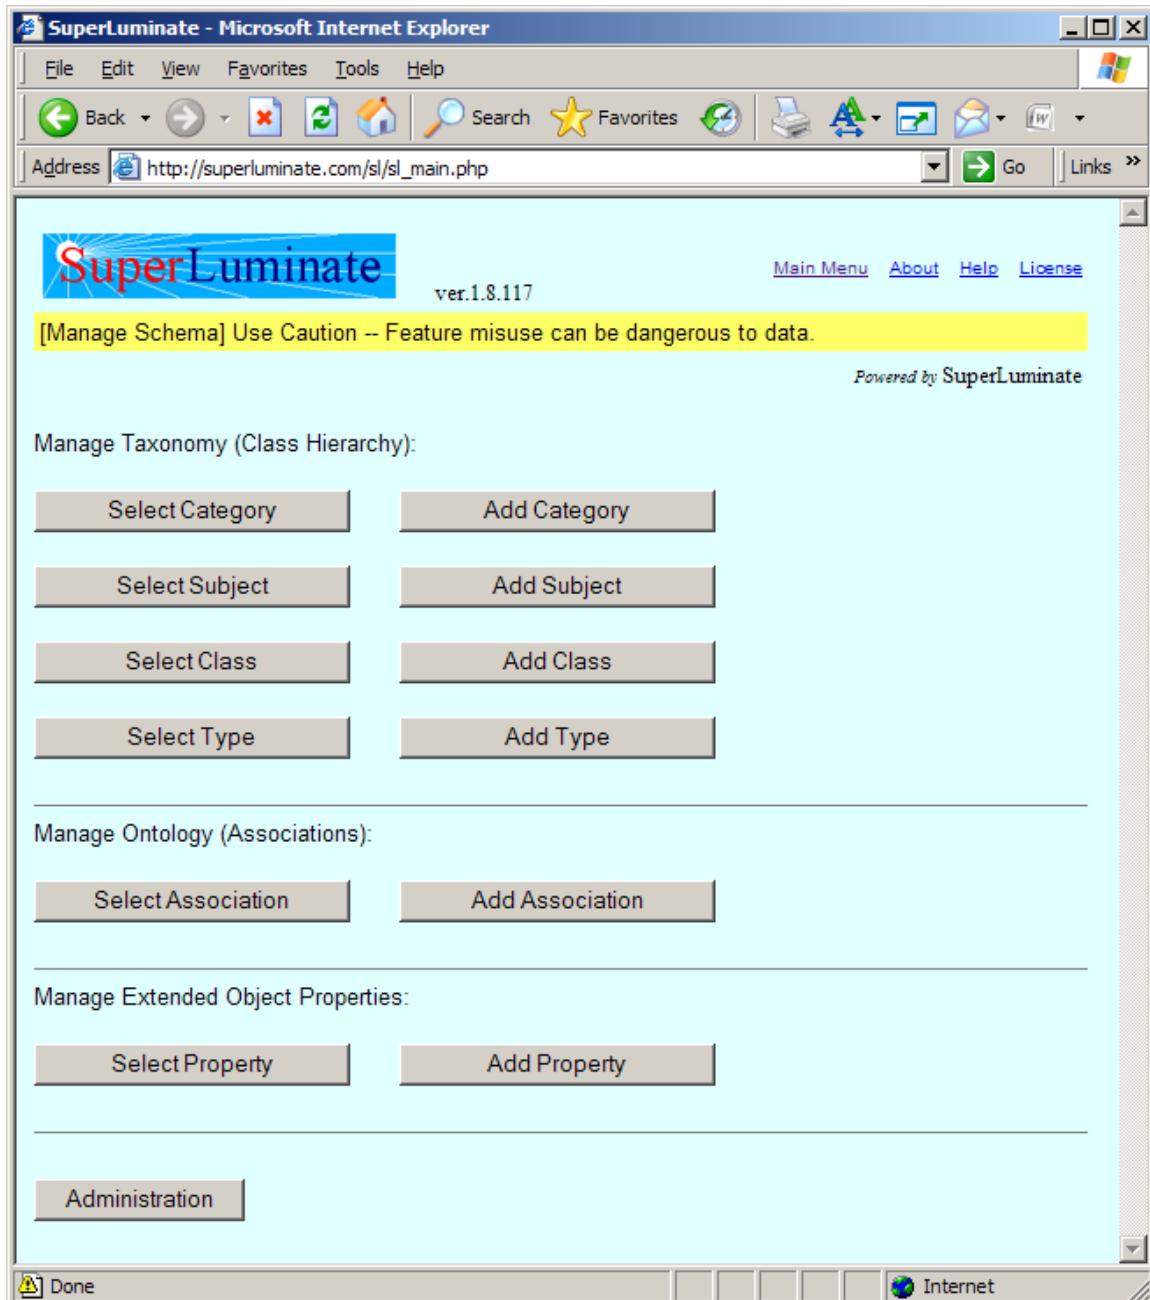 SuperLuminate - Microsoft Internet Explorer
File Edit View Favorites Tools Help
Back Search Favorites W
Address http://superluminate.com/sl/sl_main.php Go Links »
SuperLuminate ver.1.8.117 Main Menu About Help License
[Manage Schema] Use Caution -- Feature misuse can be dangerous to data.
Powered by SuperLuminate
Manage Taxonomy (Class Hierarchy):
Select Category Add Category
Select Subject Add Subject
Select Class Add Class
Select Type Add Type
Manage Ontology (Associations):
Select Association Add Association
Manage Extended Object Properties:
Select Property Add Property
Administration
Done Internet